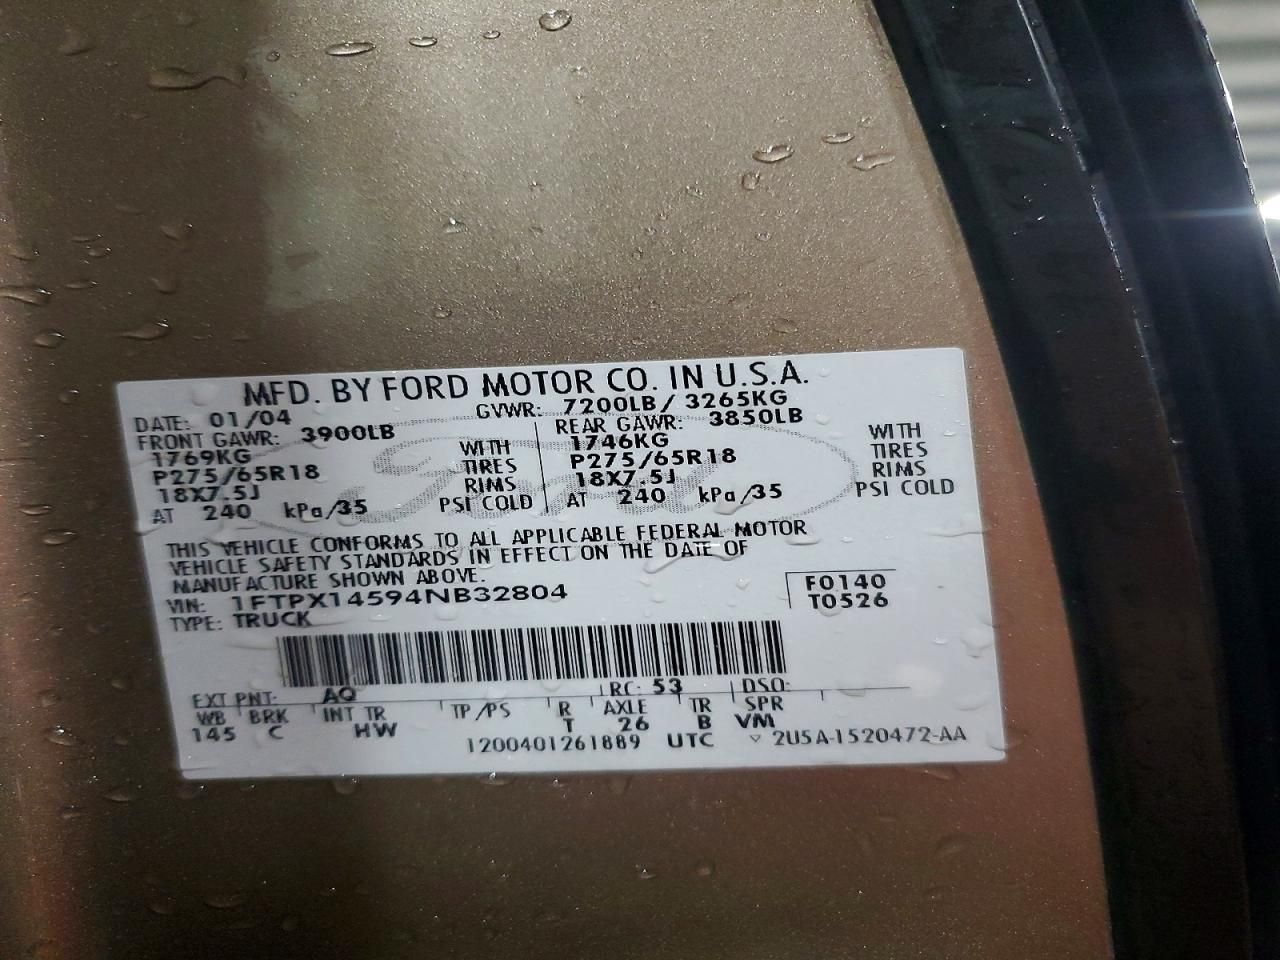 MFD. BY FORD MOTOR CO. IN U.S.A.
DATE: 01/04 GVWR: 7200LB / 3265KG
FRONT GAWR: 3900LB REAR GAWR: 3850LB
1769KG WITH 1746KG WITH
P275/65R18 TIRES P275/65R18 TIRES
18X7.5J RIMS 18X7.5J RIMS
AT 240 kPa/35 PSI COLD AT 240 kPa/35 PSI COLD
Ford
THIS VEHICLE CONFORMS TO ALL APPLICABLE FEDERAL MOTOR
VEHICLE SAFETY STANDARDS IN EFFECT ON THE DATE OF
MANUFACTURE SHOWN ABOVE.
VIN: 1FTPX14594NB32804 F0140
TYPE: TRUCK T0526
EXT PNT: AQ RC: 53 DSO:
WB BRK INT TR TP/PS R AXLE TR SPR
145 C HW T 26 B VM
1200401261889 UTC ▽ 2U5A-1520472-AA